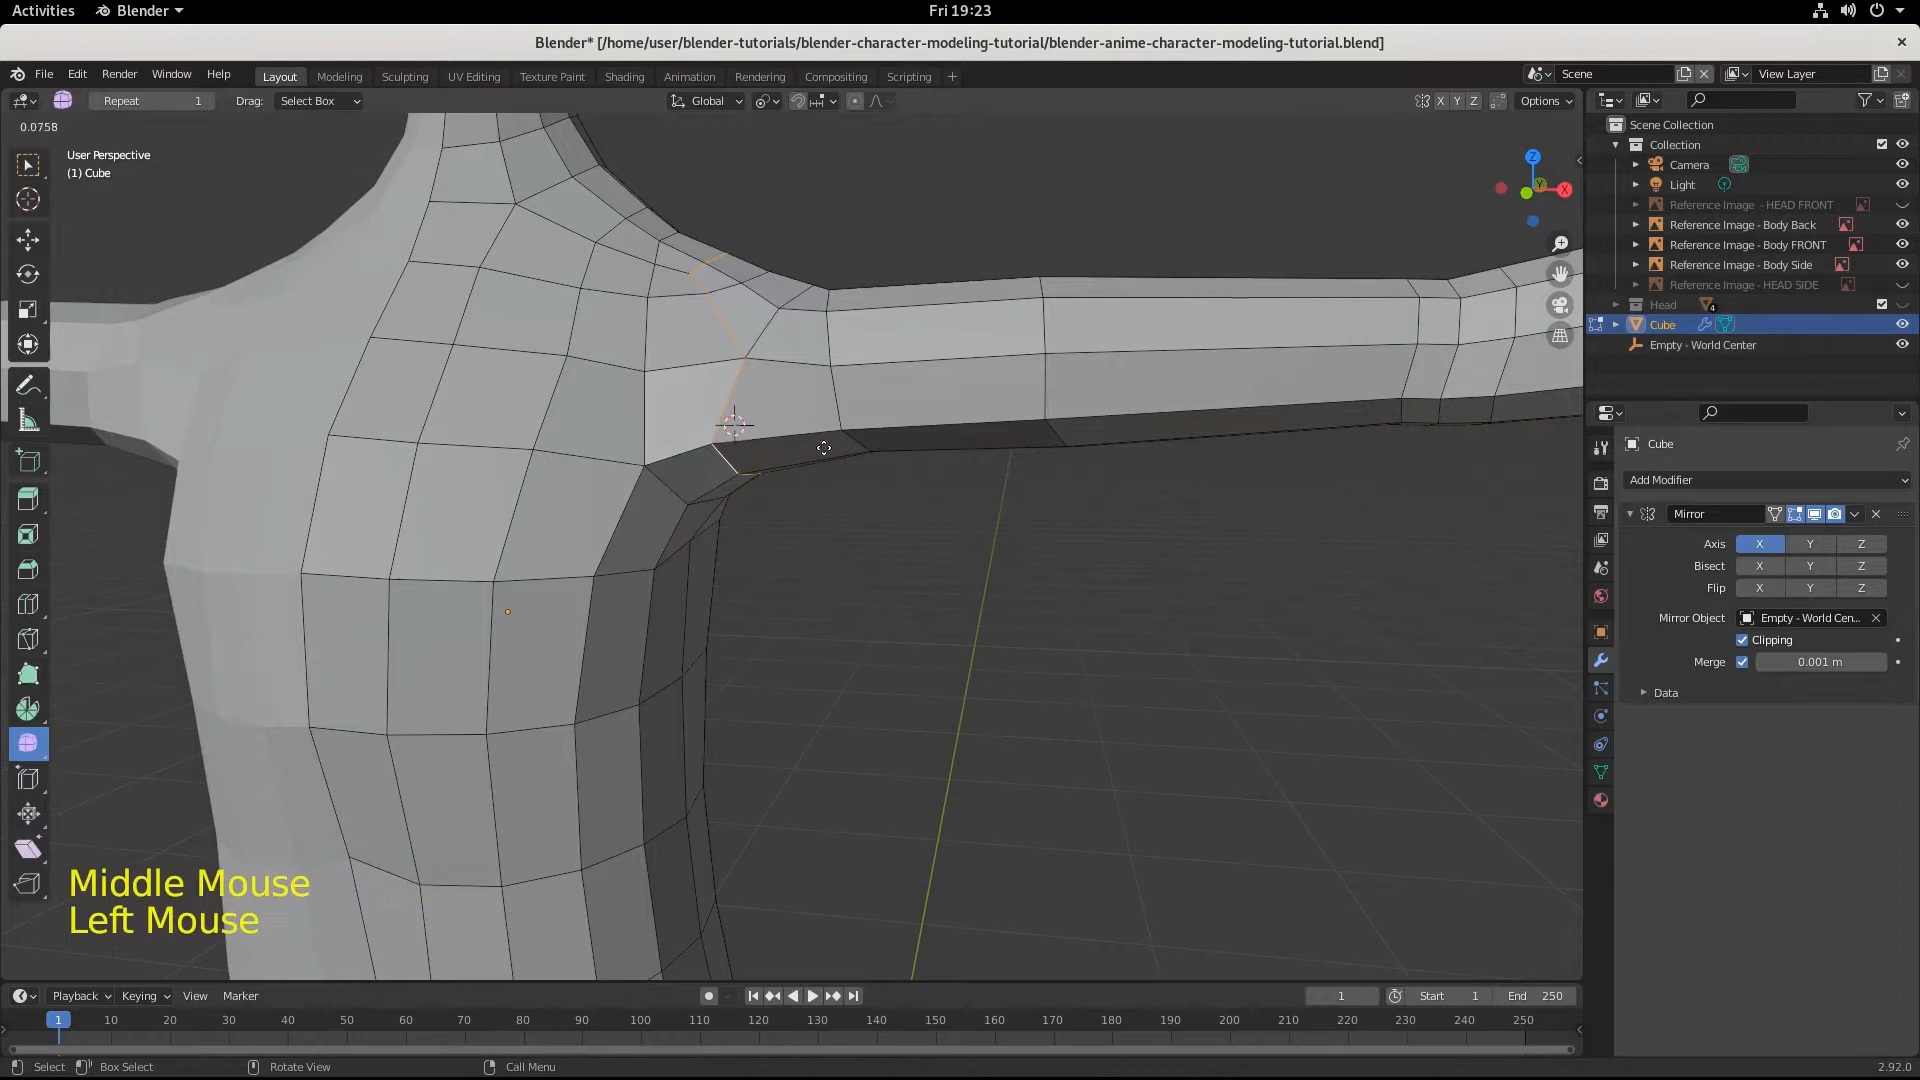 Activities Blender Fri 19:23
Blender* [/home/user/blender-tutorials/blender-character-modeling-tutorial/blender-anime-character-modeling-tutorial.blend]
File Edit Render Window Help Layout Modeling Sculpting UV Editing Texture Paint Shading Animation Rendering Compositing Scripting + Scene View Layer
Repeat 1 Drag: Select Box Global X Y Z Options
0.0758
User Perspective
(1) Cube
Z
X
Y
Scene Collection
Collection
Camera
Light
Reference Image - HEAD FRONT
Reference Image - Body Back
Reference Image - Body FRONT
Reference Image - Body Side
Reference Image - HEAD SIDE
Head 4
Cube
Empty - World Center
Cube
Add Modifier
Mirror
Axis X Y Z
Bisect X Y Z
Flip X Y Z
Mirror Object Empty - World Cen...
Clipping
Merge 0.001 m
Data
Middle Mouse
Left Mouse
Playback Keying View Marker 1 Start 1 End 250
1 10 20 30 40 50 60 70 80 90 100 110 120 130 140 150 160 170 180 190 200 210 220 230 240 250
Select Box Select Rotate View Call Menu 2.92.0